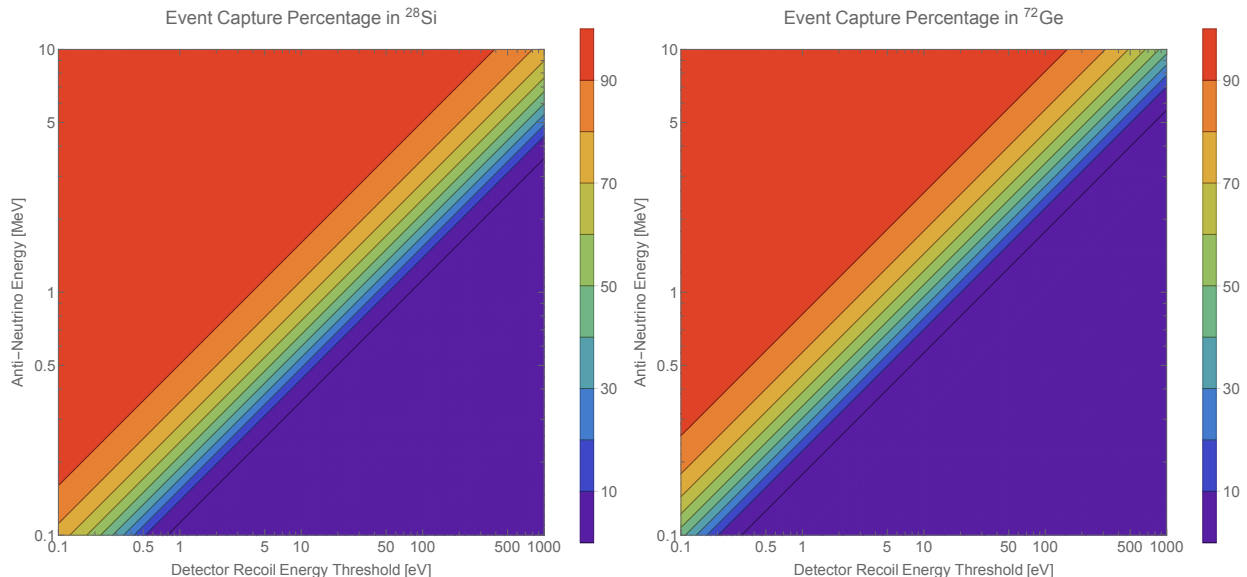 Event Capture Percentage in ²⁸Si
10
5
1
0.5
0.1
Anti-Neutrino Energy [MeV]
0.1 0.5 1 5 10 50 100 500 1000
Detector Recoil Energy Threshold [eV]
90
70
50
30
10
Event Capture Percentage in ⁷²Ge
10
5
1
0.5
0.1
Anti-Neutrino Energy [MeV]
0.1 0.5 1 5 10 50 100 500 1000
Detector Recoil Energy Threshold [eV]
90
70
50
30
10